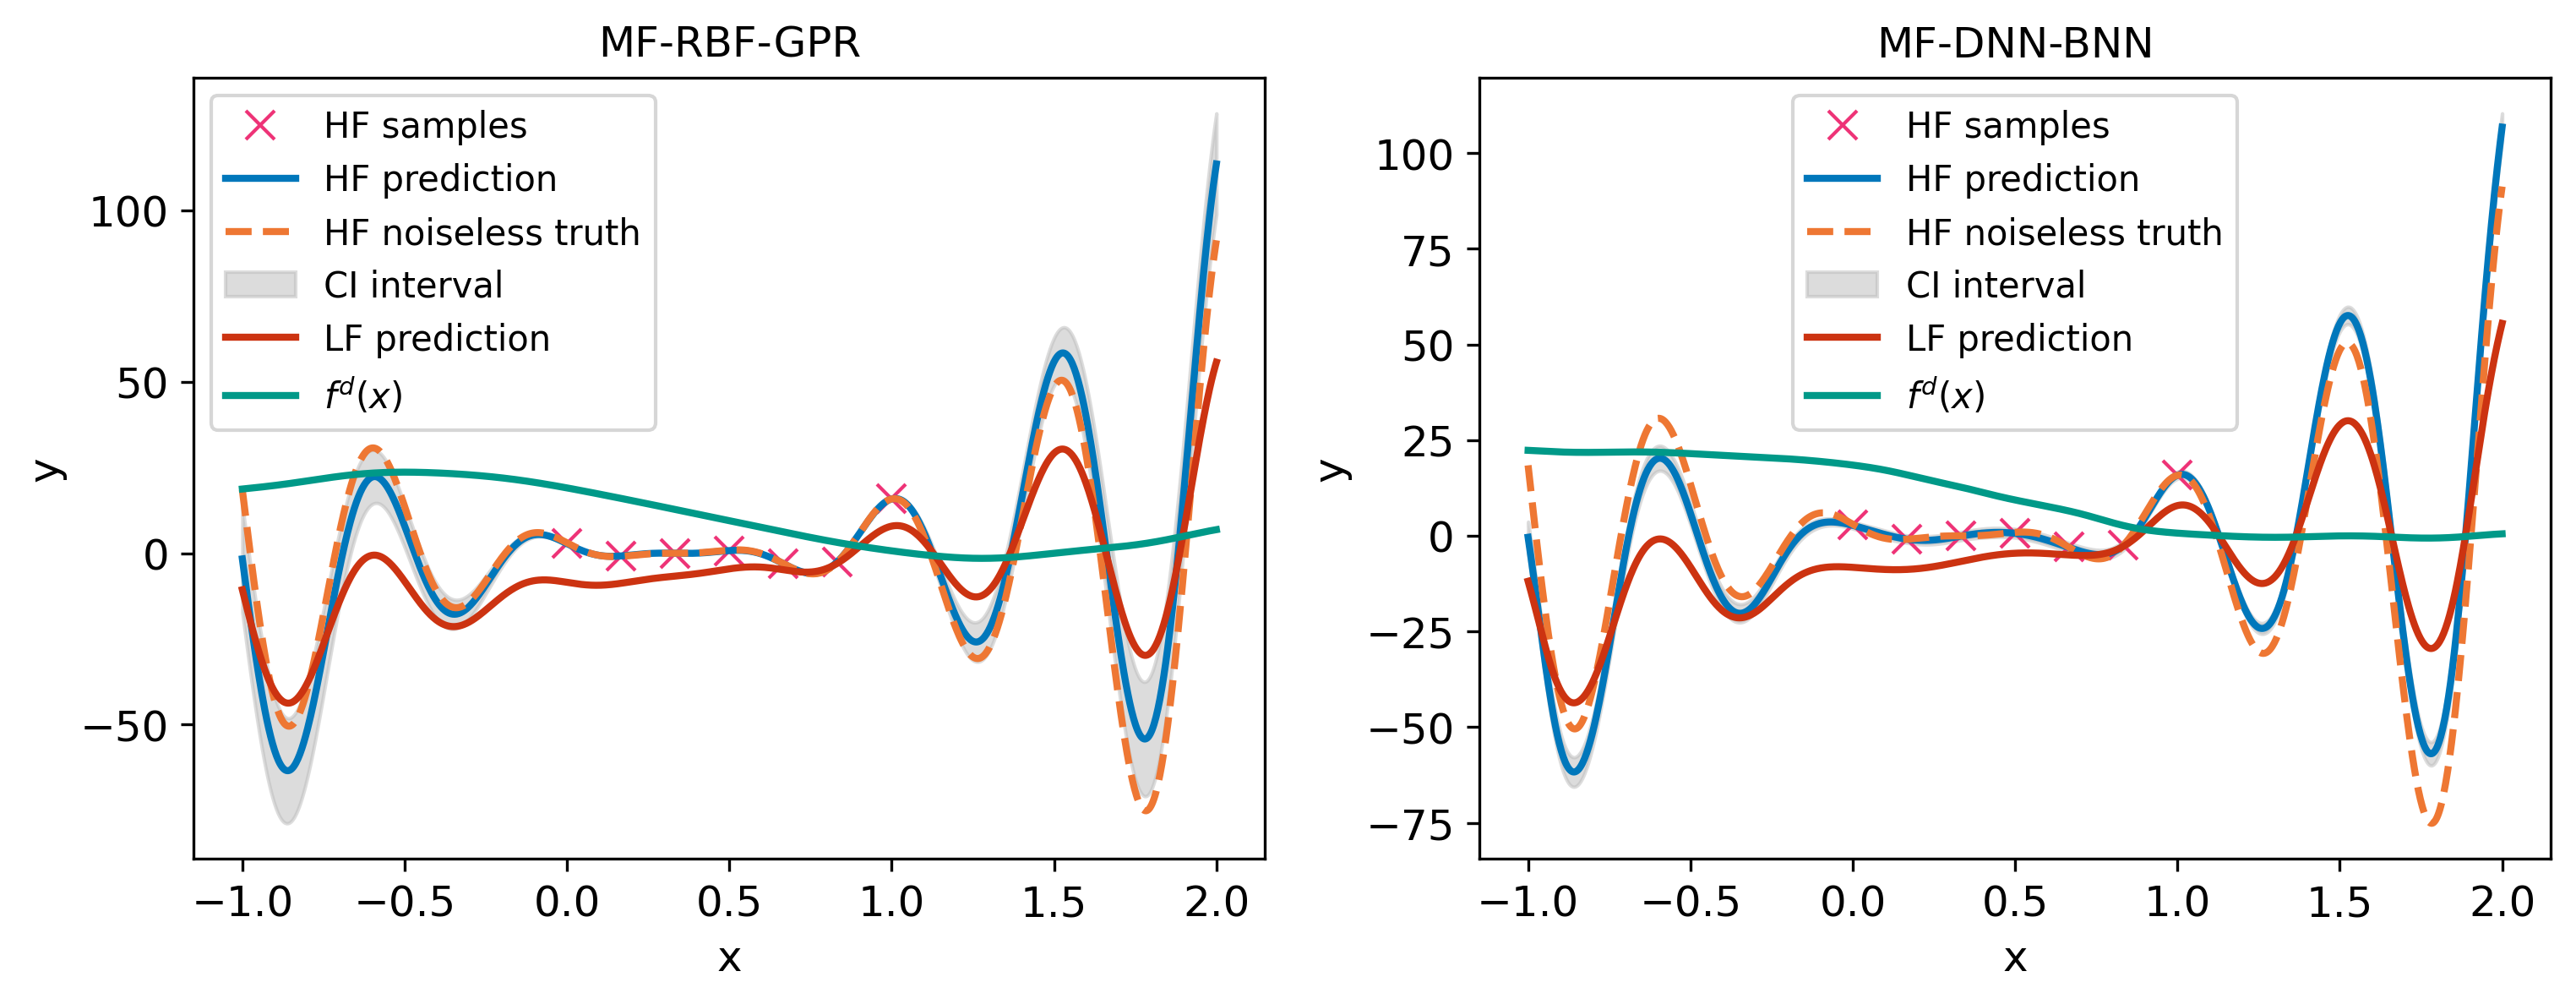 MF-RBF-GPR
HF samples
HF prediction
HF noiseless truth
CI interval
LF prediction
f^d(x)
100
50
0
−50
y
−1.0 −0.5 0.0 0.5 1.0 1.5 2.0
x
MF-DNN-BNN
HF samples
HF prediction
HF noiseless truth
CI interval
LF prediction
f^d(x)
100
75
50
25
0
−25
−50
−75
y
−1.0 −0.5 0.0 0.5 1.0 1.5 2.0
x